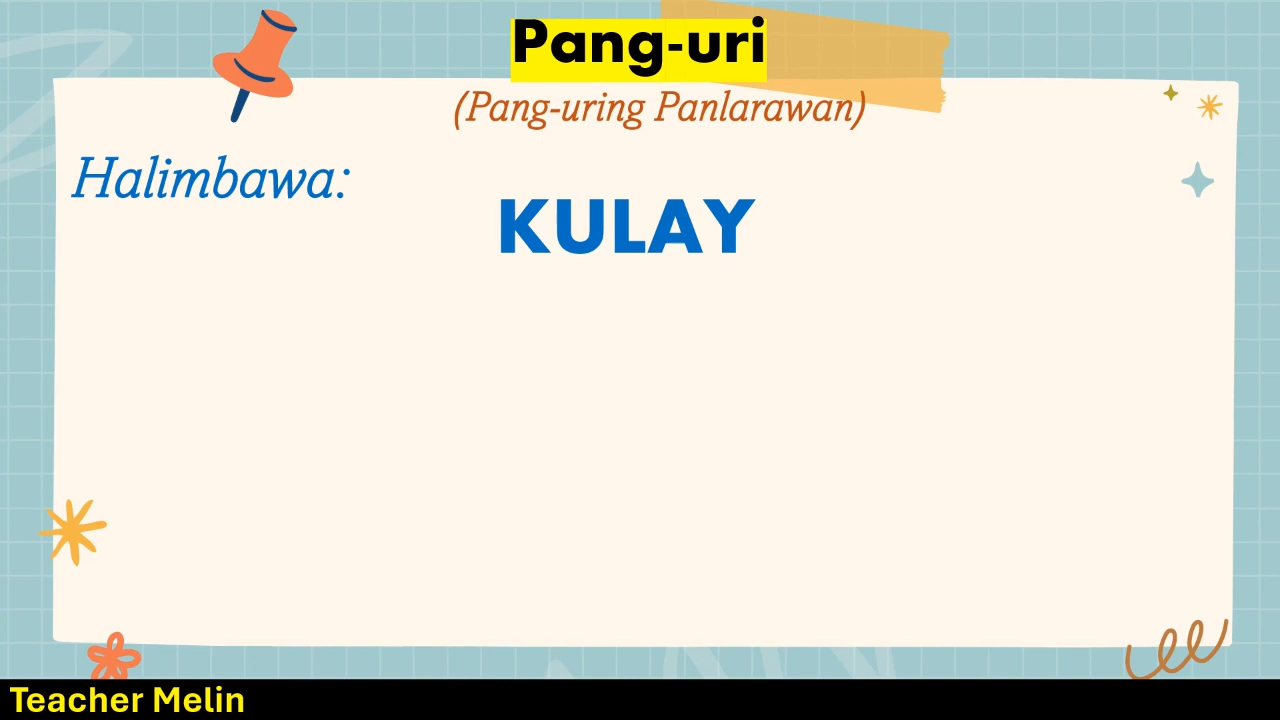 Pang-uri
(Pang-uring Panlarawan)
Halimbawa:
KULAY
Teacher Melin